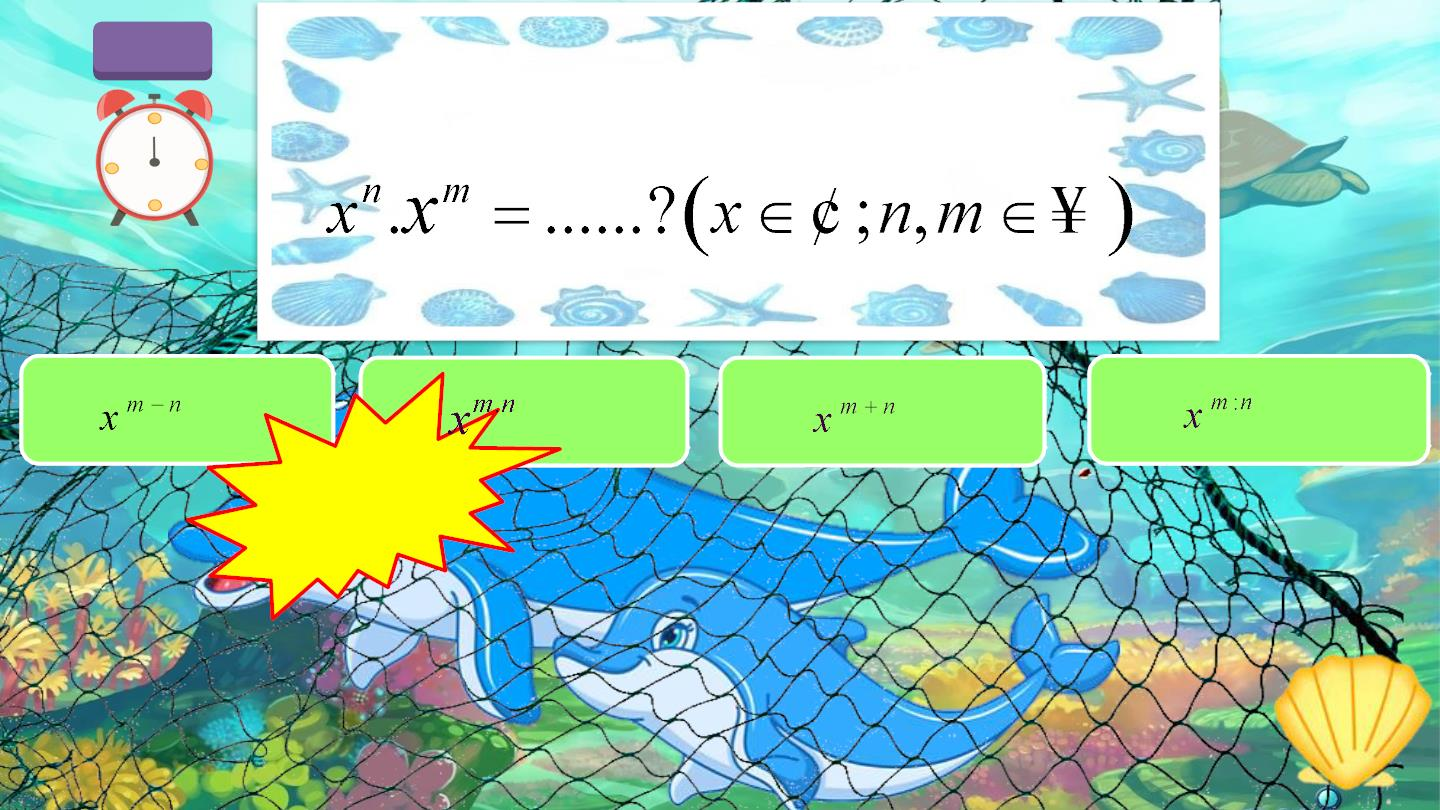 xⁿ.xᵐ = ......?(x ∈ ¢ ; n, m ∈ ¥ )
x^{m − n}
x^{m.n}
x^{m + n}
x^{m : n}